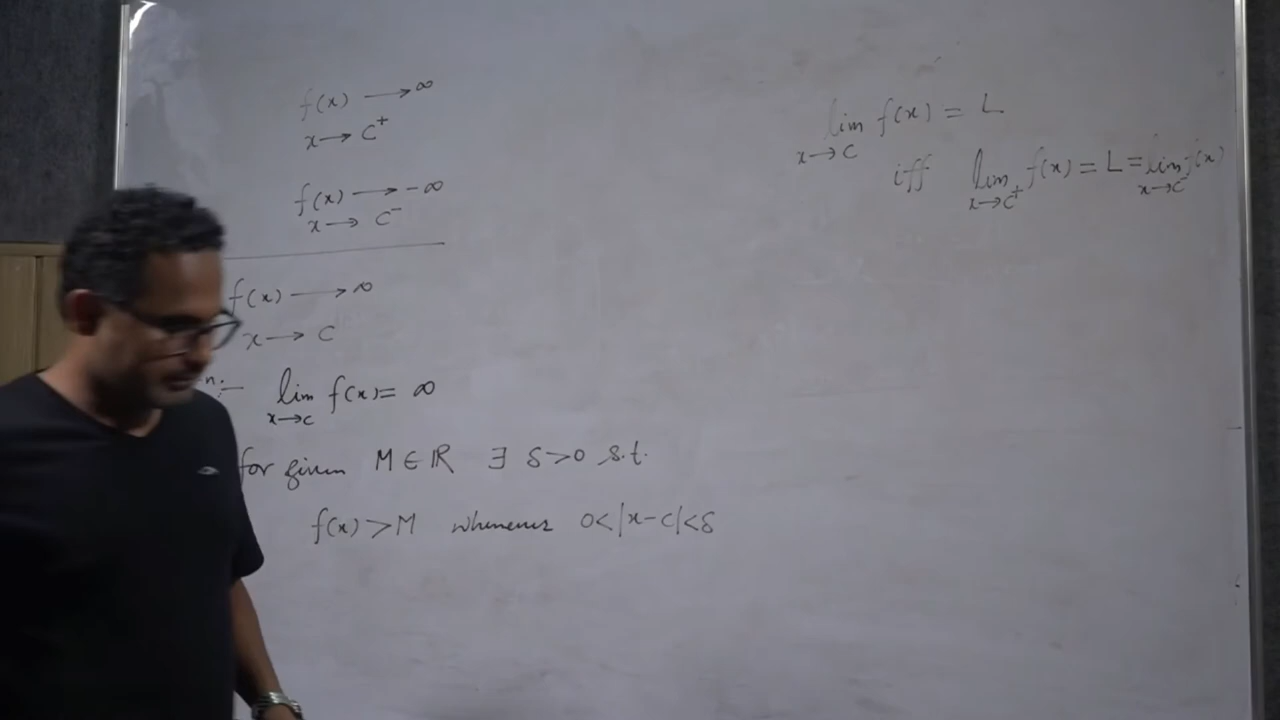 f(x) ⟶ ∞
x ⟶ c⁺
f(x) ⟶ -∞
x ⟶ c⁻
f(x) ⟶ ∞
x ⟶ c
n:- lim f(x) = ∞
x→c
for given M ∈ ℝ ∃ δ>0 s.t.
f(x) > M whenever 0<|x-c|<δ
lim f(x) = L
x→c
iff lim f(x) = L = lim f(x)
x→c⁺ x→c⁻